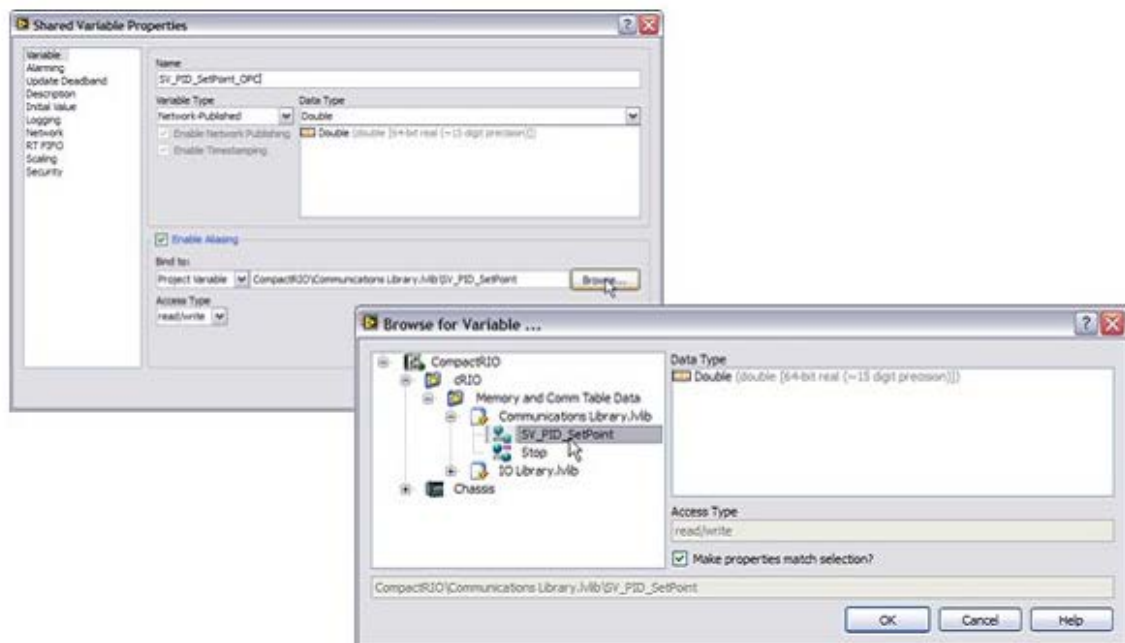 Shared Variable Properties
Variable
Alarming
Update Deadband
Description
Initial Value
Logging
Network
RT FIFO
Scaling
Security
Name
SV_PID_SetPoint_OPC
Variable Type
Data Type
Network-Published
Double
Enable Network Publishing
Double (double [64-bit real (~15 digit precision)])
Enable Timestamping
Enable Aliasing
Bind to:
Project Variable
CompactRIO\Communications Library.lvlib\SV_PID_SetPoint
Browse...
Access Type
read/write
Browse for Variable ...
CompactRIO
cRIO
Memory and Comm Table Data
Communications Library.lvlib
SV_PID_SetPoint
Stop
IO Library.lvlib
Chassis
Data Type
Double (double [64-bit real (~15 digit precision)])
Access Type
read/write
Make properties match selection?
CompactRIO\Communications Library.lvlib\SV_PID_SetPoint
OK
Cancel
Help